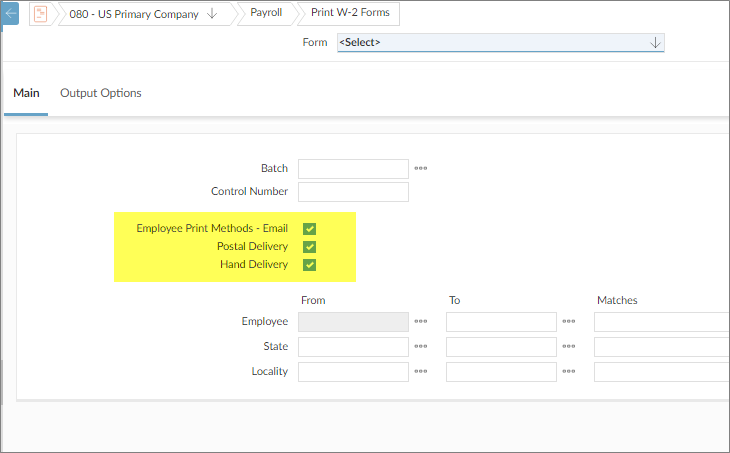 080 - US Primary Company Payroll Print W-2 Forms
Form <Select>
Main Output Options
Batch
Control Number
Employee Print Methods - Email
Postal Delivery
Hand Delivery
From To Matches
Employee
State
Locality